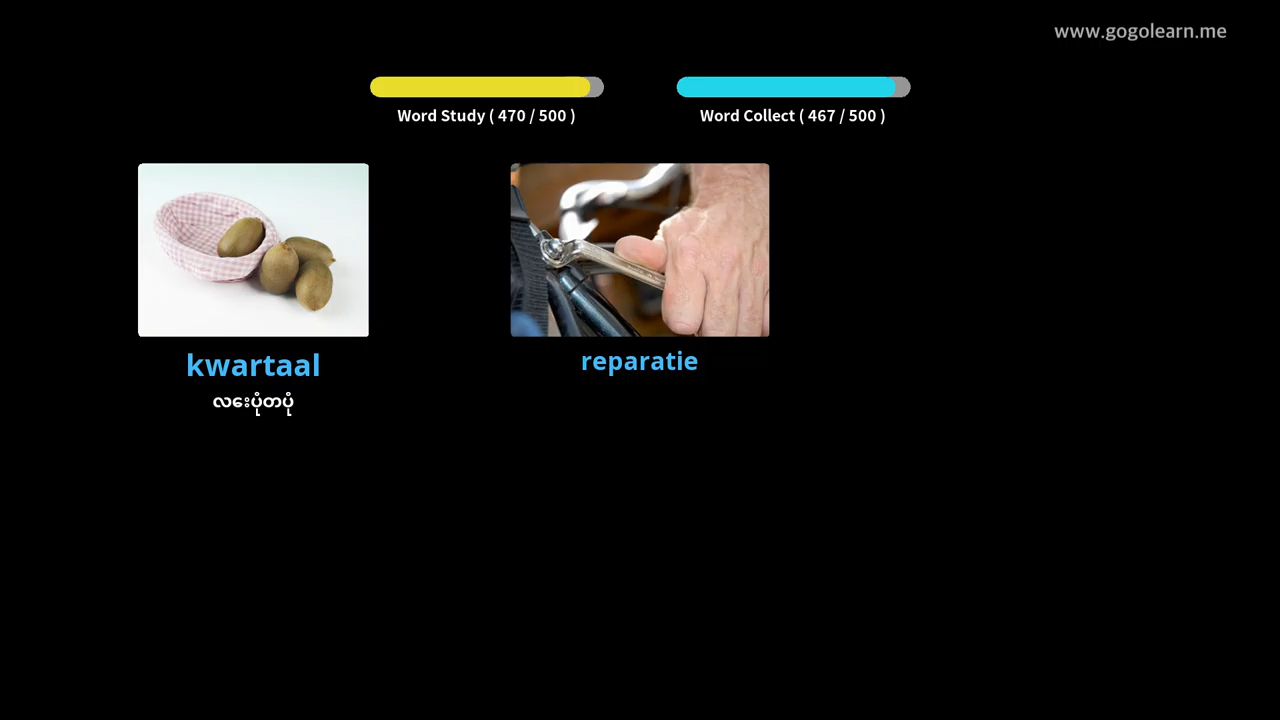 www.gogolearn.me
Word Study ( 470 / 500 )
Word Collect ( 467 / 500 )
kwartaal
လေးပုံတပုံ
reparatie